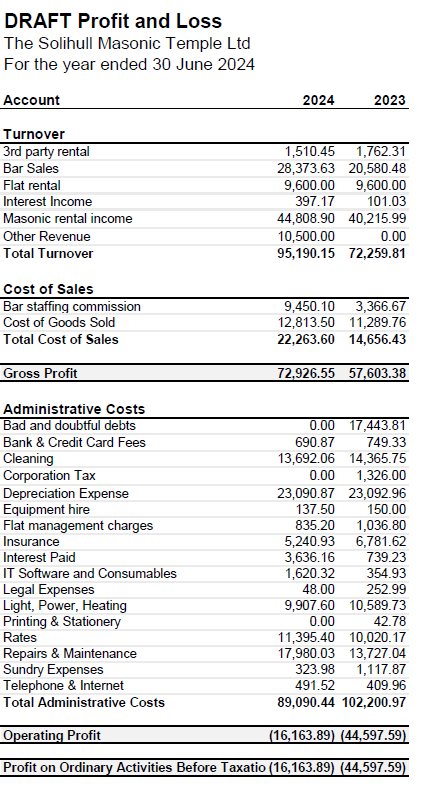 DRAFT Profit and Loss
The Solihull Masonic Temple Ltd
For the year ended 30 June 2024
Account 2024 2023
Turnover
3rd party rental 1,510.45 1,762.31
Bar Sales 28,373.63 20,580.48
Flat rental 9,600.00 9,600.00
Interest Income 397.17 101.03
Masonic rental income 44,808.90 40,215.99
Other Revenue 10,500.00 0.00
Total Turnover 95,190.15 72,259.81
Cost of Sales
Bar staffing commission 9,450.10 3,366.67
Cost of Goods Sold 12,813.50 11,289.76
Total Cost of Sales 22,263.60 14,656.43
Gross Profit 72,926.55 57,603.38
Administrative Costs
Bad and doubtful debts 0.00 17,443.81
Bank & Credit Card Fees 690.87 749.33
Cleaning 13,692.06 14,365.75
Corporation Tax 0.00 1,326.00
Depreciation Expense 23,090.87 23,092.96
Equipment hire 137.50 150.00
Flat management charges 835.20 1,036.80
Insurance 5,240.93 6,781.62
Interest Paid 3,636.16 739.23
IT Software and Consumables 1,620.32 354.93
Legal Expenses 48.00 252.99
Light, Power, Heating 9,907.60 10,589.73
Printing & Stationery 0.00 42.78
Rates 11,395.40 10,020.17
Repairs & Maintenance 17,980.03 13,727.04
Sundry Expenses 323.98 1,117.87
Telephone & Internet 491.52 409.96
Total Administrative Costs 89,090.44 102,200.97
Operating Profit (16,163.89) (44,597.59)
Profit on Ordinary Activities Before Taxatio (16,163.89) (44,597.59)